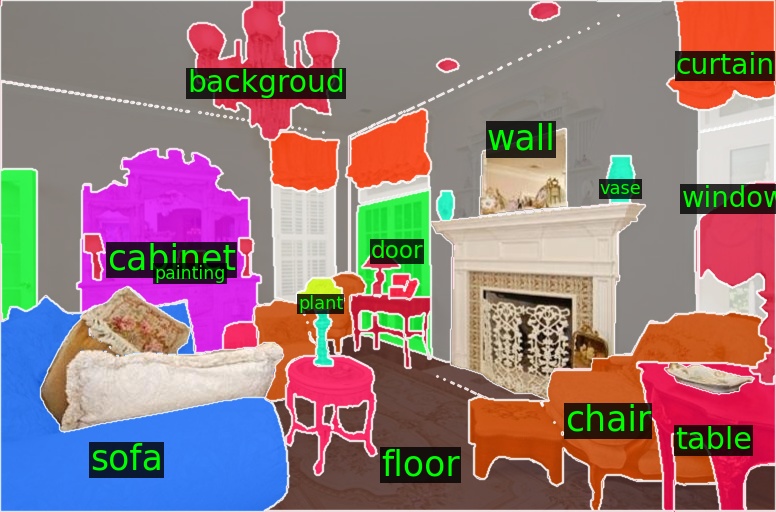 backgroud
curtain
wall
vase
window
door
cabinet
painting
plant
chair
table
sofa
floor